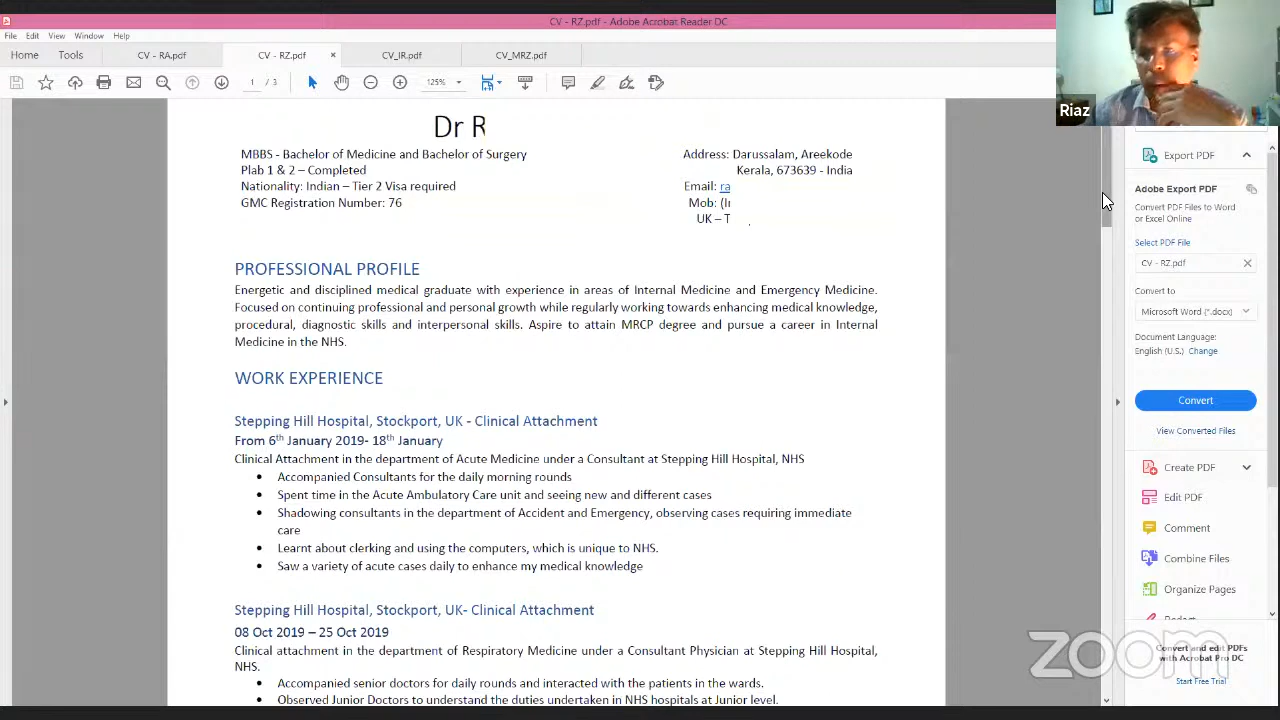 CV - RZ.pdf - Adobe Acrobat Reader DC
File Edit View Window Help
Home Tools CV - RA.pdf CV - RZ.pdf × CV_IR.pdf CV_MRZ.pdf
1 / 3 125%
Riaz
Dr R
MBBS - Bachelor of Medicine and Bachelor of Surgery
Plab 1 & 2 – Completed
Nationality: Indian – Tier 2 Visa required
GMC Registration Number: 76
Address: Darussalam, Areekode
Kerala, 673639 - India
Email: ra
Mob: (I
UK – T
PROFESSIONAL PROFILE
Energetic and disciplined medical graduate with experience in areas of Internal Medicine and Emergency Medicine.
Focused on continuing professional and personal growth while regularly working towards enhancing medical knowledge,
procedural, diagnostic skills and interpersonal skills. Aspire to attain MRCP degree and pursue a career in Internal
Medicine in the NHS.
WORK EXPERIENCE
Stepping Hill Hospital, Stockport, UK - Clinical Attachment
From 6th January 2019- 18th January
Clinical Attachment in the department of Acute Medicine under a Consultant at Stepping Hill Hospital, NHS
• Accompanied Consultants for the daily morning rounds
• Spent time in the Acute Ambulatory Care unit and seeing new and different cases
• Shadowing consultants in the department of Accident and Emergency, observing cases requiring immediate
care
• Learnt about clerking and using the computers, which is unique to NHS.
• Saw a variety of acute cases daily to enhance my medical knowledge
Stepping Hill Hospital, Stockport, UK- Clinical Attachment
08 Oct 2019 – 25 Oct 2019
Clinical attachment in the department of Respiratory Medicine under a Consultant Physician at Stepping Hill Hospital,
NHS.
• Accompanied senior doctors for daily rounds and interacted with the patients in the wards.
• Observed Junior Doctors to understand the duties undertaken in NHS hospitals at Junior level.
Export PDF
Adobe Export PDF
Convert PDF Files to Word
or Excel Online
Select PDF File
CV - RZ.pdf ×
Convert to
Microsoft Word (*.docx)
Document Language:
English (U.S.) Change
Convert
View Converted Files
Create PDF
Edit PDF
Comment
Combine Files
Organize Pages
Redact
Convert and edit PDFs
with Acrobat Pro DC
Start Free Trial
zoom